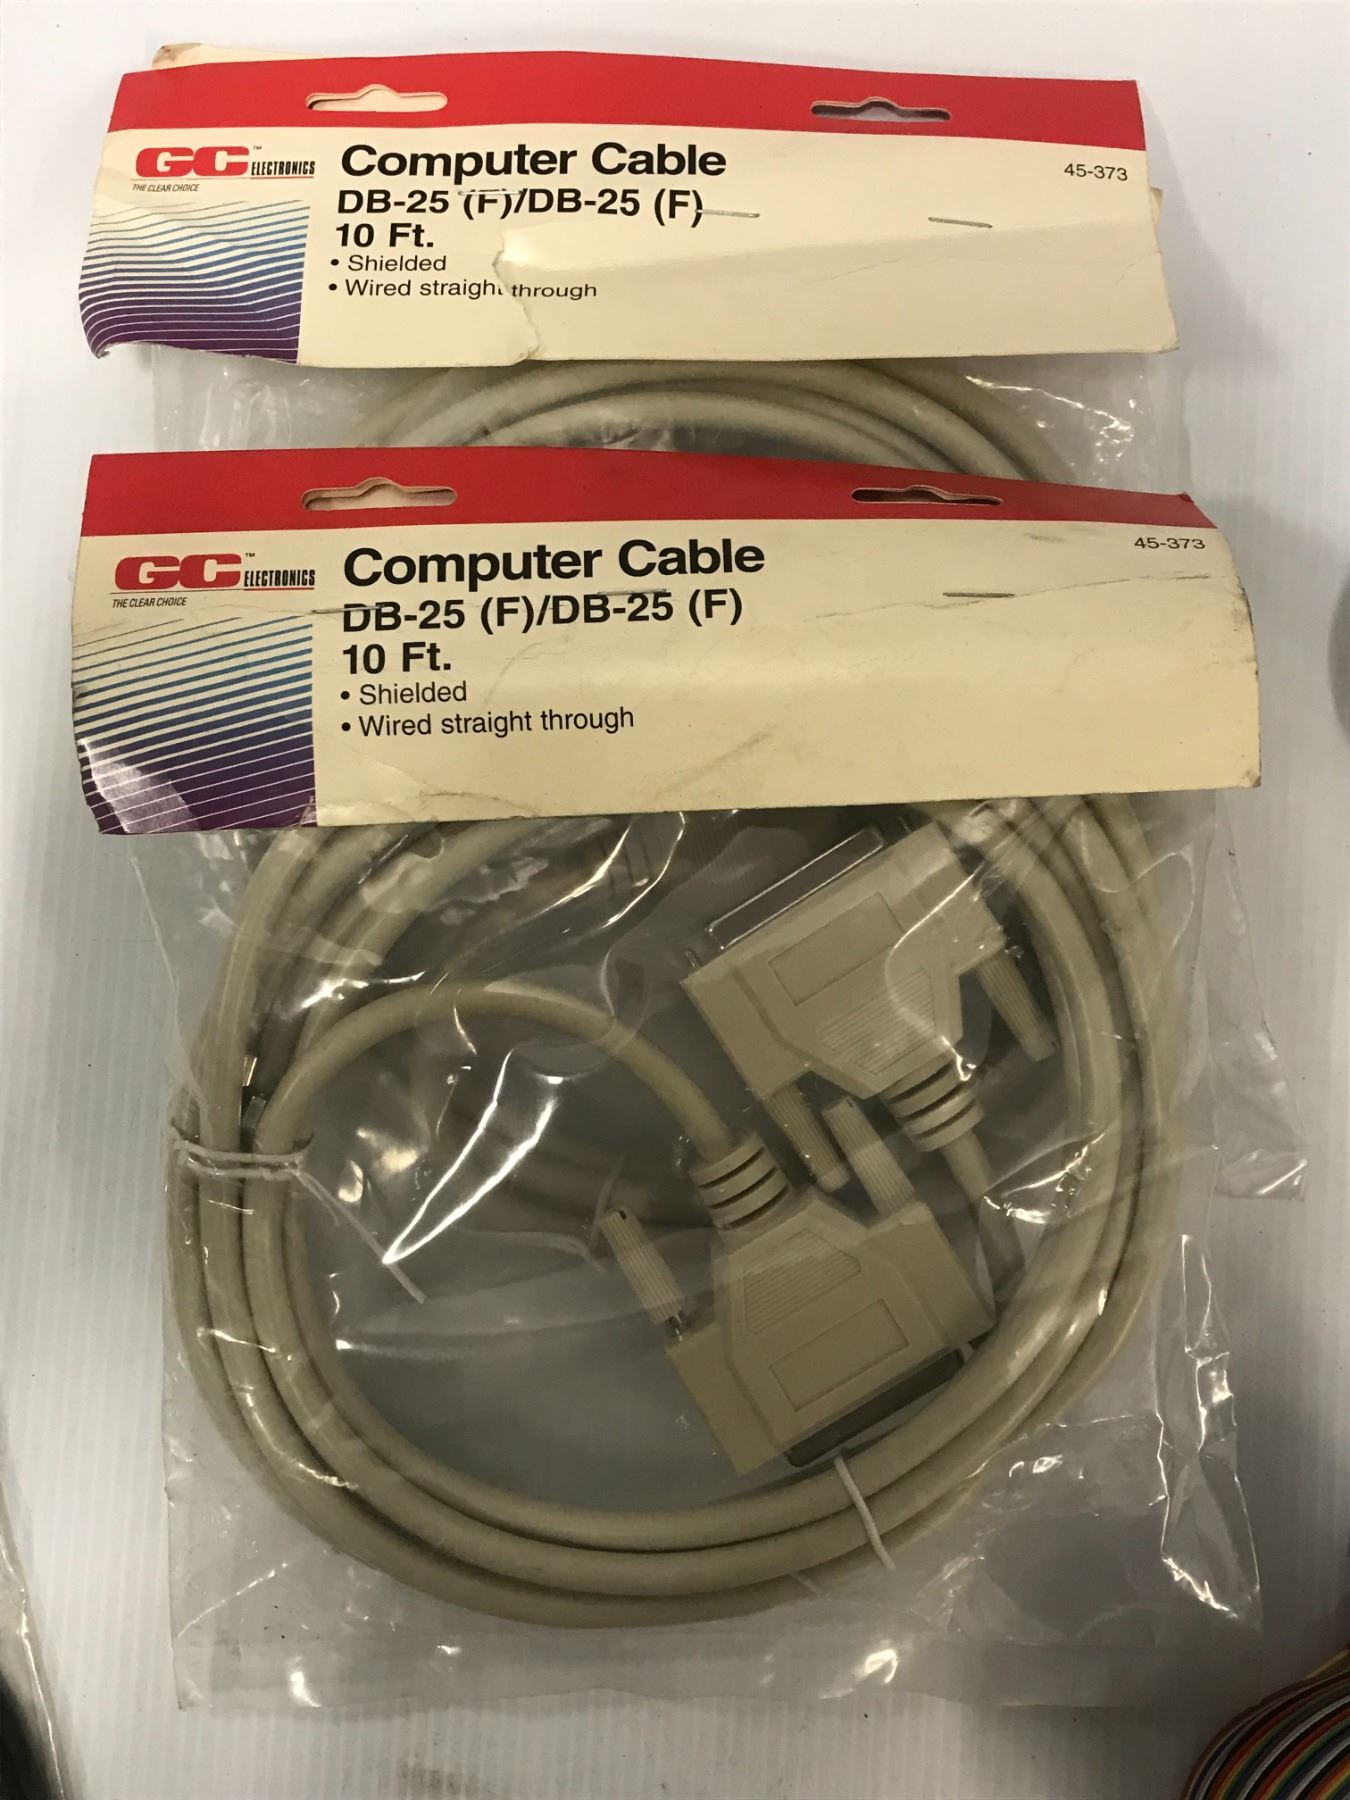 GC ™ ELECTRONICS
THE CLEAR CHOICE
Computer Cable
45-373
DB-25 (F)/DB-25 (F)
10 Ft.
• Shielded
• Wired straight through
GC ™ ELECTRONICS
THE CLEAR CHOICE
Computer Cable
45-373
DB-25 (F)/DB-25 (F)
10 Ft.
• Shielded
• Wired straight through